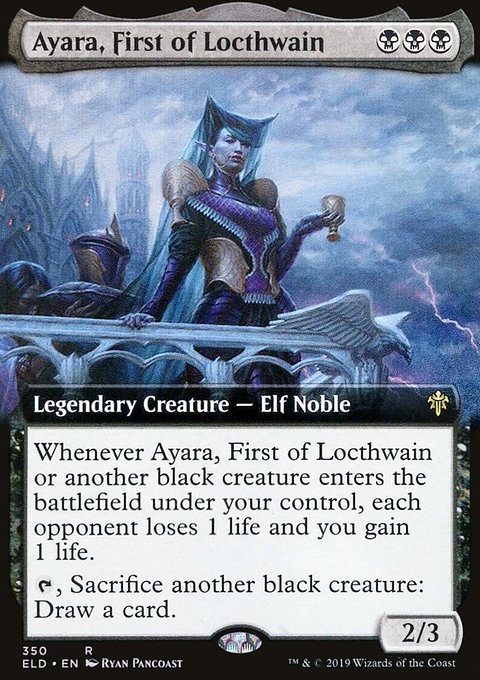 Ayara, First of Locthwain
Legendary Creature — Elf Noble
Whenever Ayara, First of Locthwain
or another black creature enters the
battlefield under your control, each
opponent loses 1 life and you gain
1 life.
, Sacrifice another black creature:
Draw a card.
2/3
350 R
ELD • EN Ryan Pancoast
™ & © 2019 Wizards of the Coast